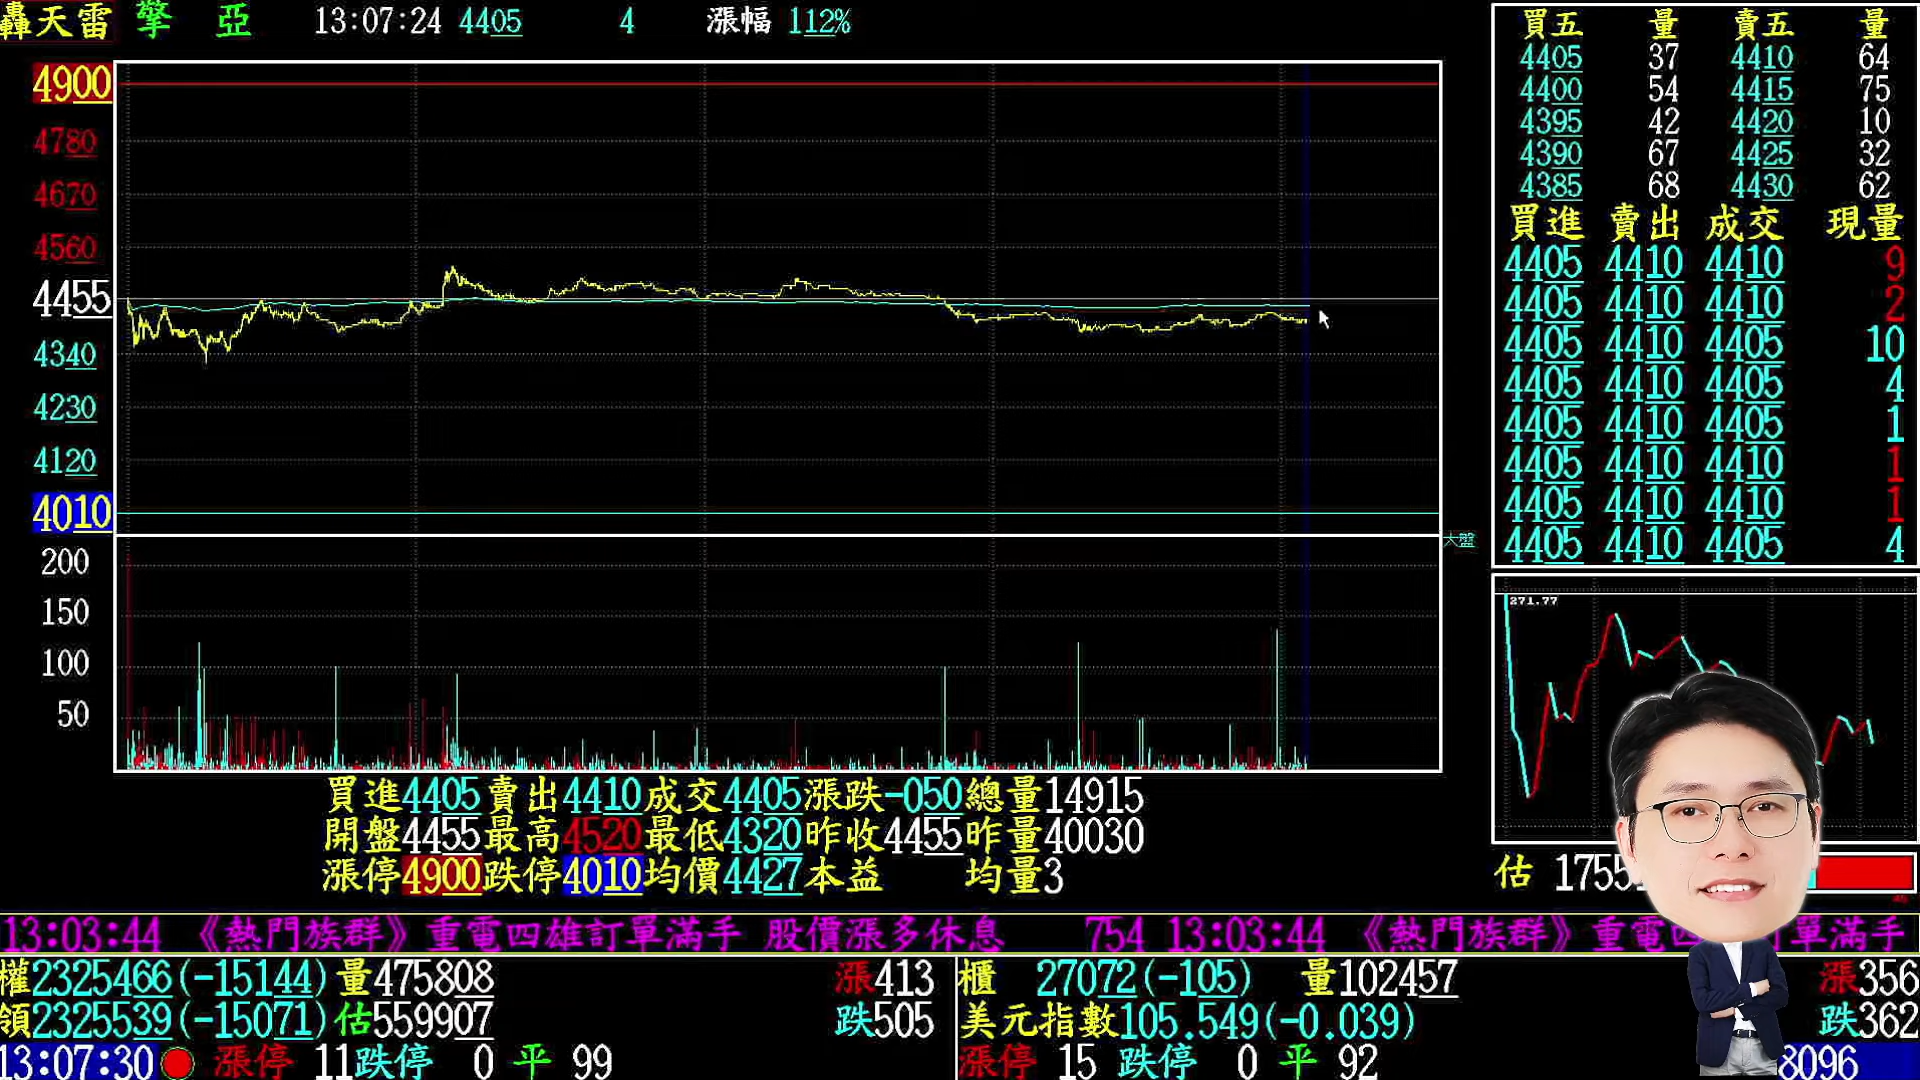 轟天雷 擎 亞 13:07:24 4405 4 漲幅 112%
4900
4780
4670
4560
4455
4340
4230
4120
4010
200
150
100
50
大盤
買五 量 賣五 量
4405 37 4410 64
4400 54 4415 75
4395 42 4420 10
4390 67 4425 32
4385 68 4430 62
買進 賣出 成交 現量
4405 4410 4410 9
4405 4410 4410 2
4405 4410 4405 10
4405 4410 4405 4
4405 4410 4405 1
4405 4410 4410 1
4405 4410 4410 1
4405 4410 4405 4
271.77
估 1755
買進4405賣出4410成交4405漲跌-050總量14915
開盤4455最高4520最低4320昨收4455昨量40030
漲停4900跌停4010均價4427本益 均量3
13:03:44 《熱門族群》重電四雄訂單滿手 股價漲多休息 754 13:03:44 《熱門族群》重電四 訂單滿手
權2325466(-15144)量475808 漲413 櫃 27072(-105) 量102457 漲356
領2325539(-15071)估559907 跌505 美元指數105.549(-0.039) 跌362
13:07:30 漲停 11跌停 0 平 99 漲停 15 跌停 0 平 92 8096